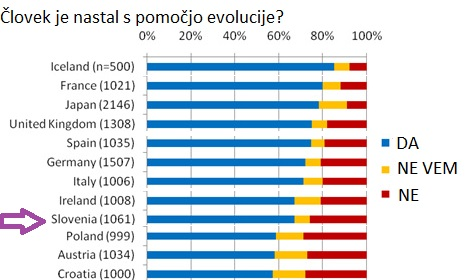 Človek je nastal s pomočjo evolucije?
0% 20% 40% 60% 80% 100%
Iceland (n=500)
France (1021)
Japan (2146)
United Kingdom (1308)
Spain (1035)
Germany (1507)
Italy (1006)
Ireland (1008)
Slovenia (1061)
Poland (999)
Austria (1034)
Croatia (1000)
DA
NE VEM
NE